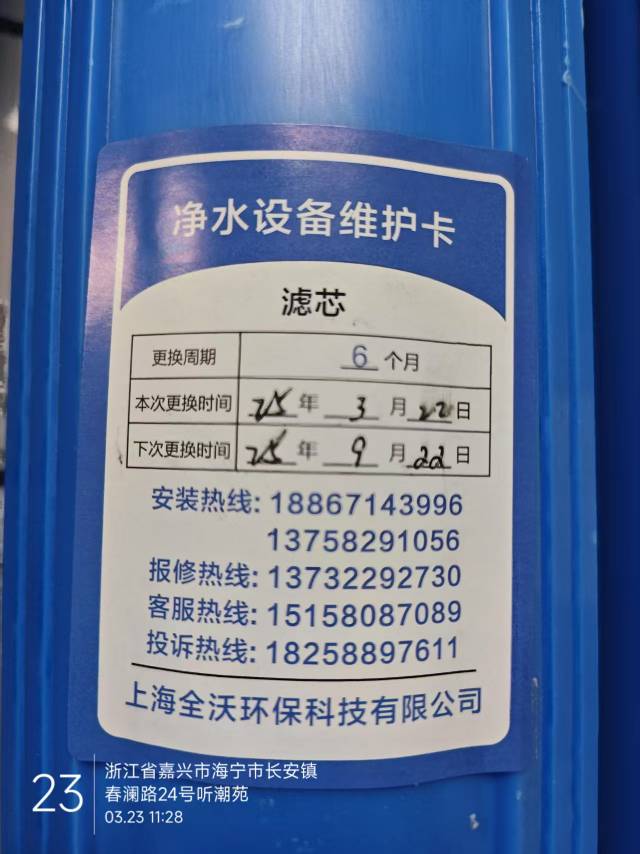 净水设备维护卡
滤芯
更换周期 6 个月
本次更换时间 25 年 3 月 22 日
下次更换时间 25 年 9 月 22 日
安装热线: 18867143996
13758291056
报修热线: 13732292730
客服热线: 15158087089
投诉热线: 18258897611
上海全沃环保科技有限公司
23
浙江省嘉兴市海宁市长安镇
春澜路24号听潮苑
03.23 11:28